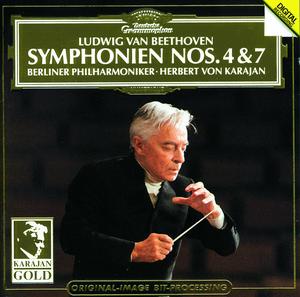 Deutsche
Grammophon
DIGITAL RECORDING
LUDWIG VAN BEETHOVEN
SYMPHONIEN NOS. 4 & 7
BERLINER PHILHARMONIKER · HERBERT VON KARAJAN
KARAJAN
GOLD
ORIGINAL-IMAGE BIT-PROCESSING